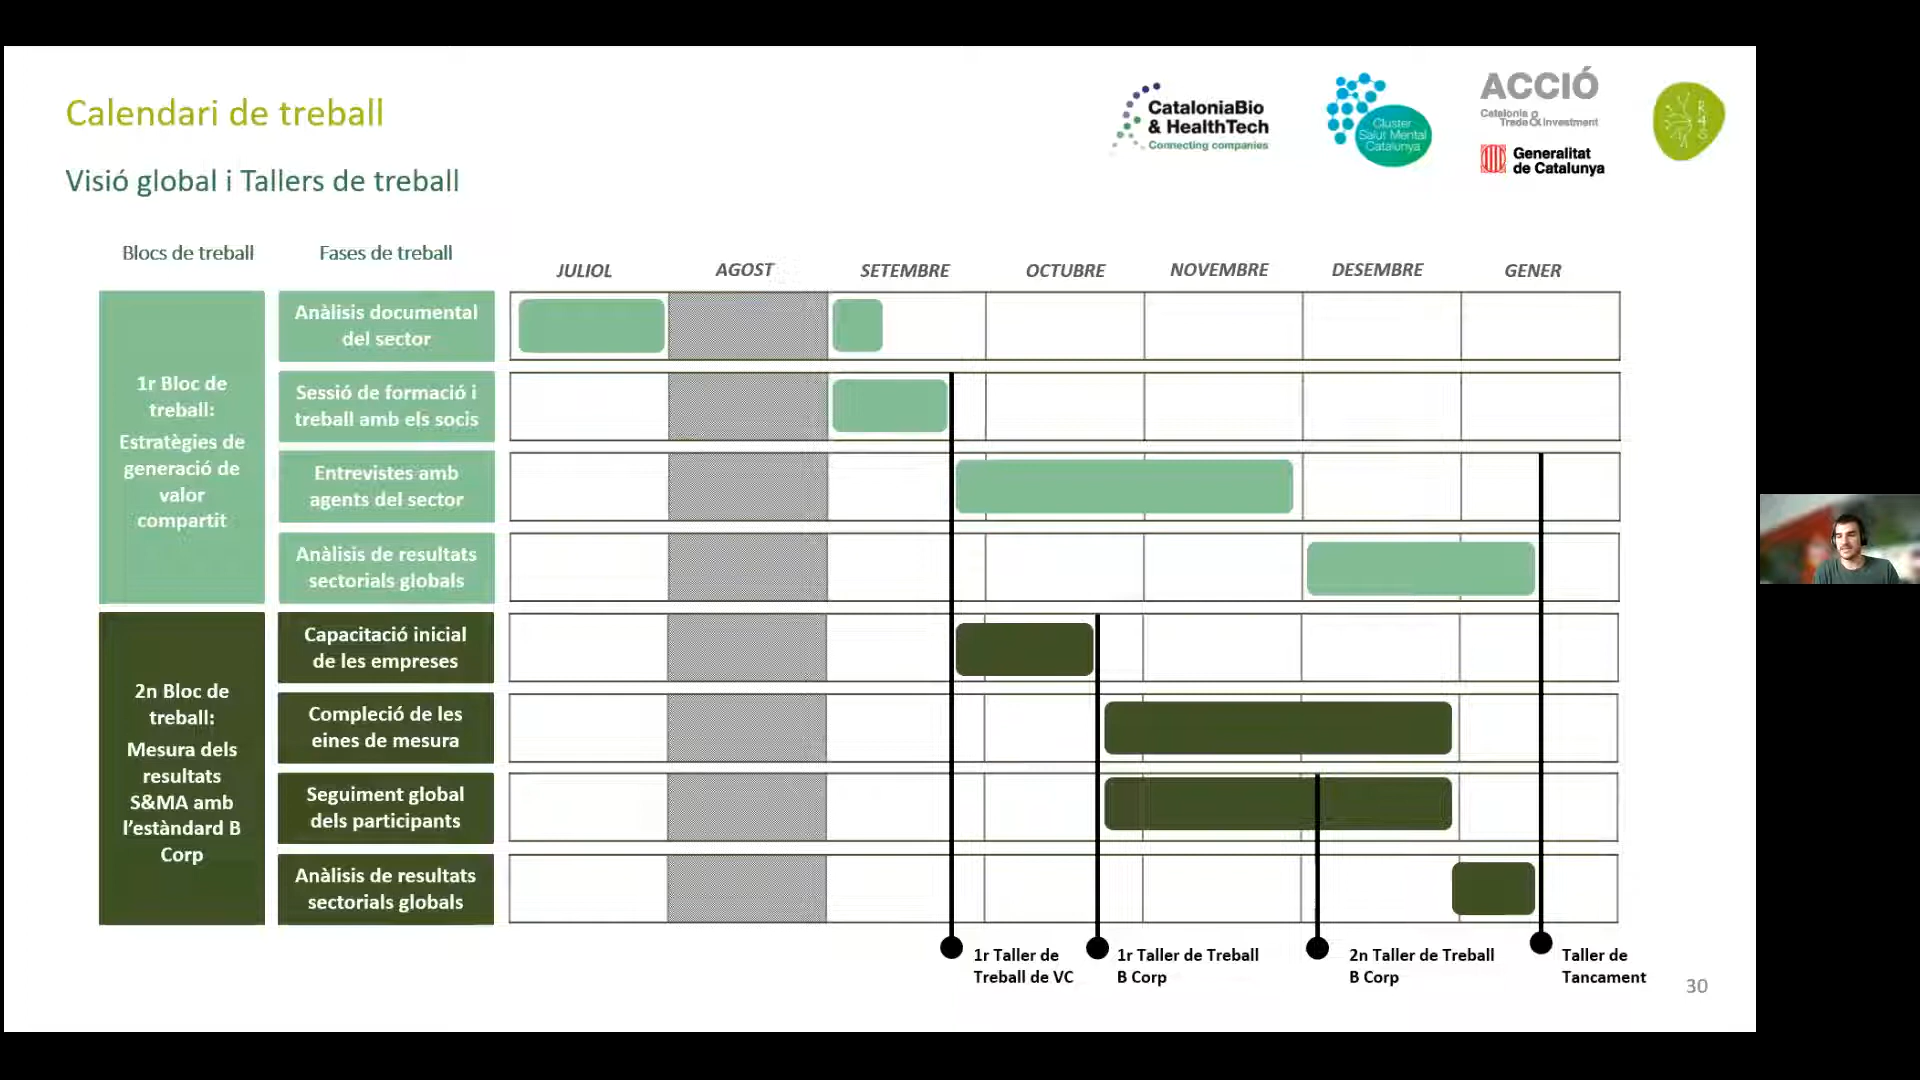 Calendari de treball
Visió global i Tallers de treball
CataloniaBio
& HealthTech
Connecting companies
Cluster
Salut Mental
Catalunya
ACCIÓ
Catalonia
Trade & Investment
Generalitat
de Catalunya
R4S
Blocs de treball
Fases de treball
JULIOL
AGOST
SETEMBRE
OCTUBRE
NOVEMBRE
DESEMBRE
GENER
1r Bloc de
treball:
Estratègies de
generació de
valor
compartit
Anàlisis documental
del sector
Sessió de formació i
treball amb els socis
Entrevistes amb
agents del sector
Anàlisis de resultats
sectorials globals
2n Bloc de
treball:
Mesura dels
resultats
S&MA amb
l'estàndard B
Corp
Capacitació inicial
de les empreses
Compleció de les
eines de mesura
Seguiment global
dels participants
Anàlisis de resultats
sectorials globals
1r Taller de
Treball de VC
1r Taller de Treball
B Corp
2n Taller de Treball
B Corp
Taller de
Tancament
30